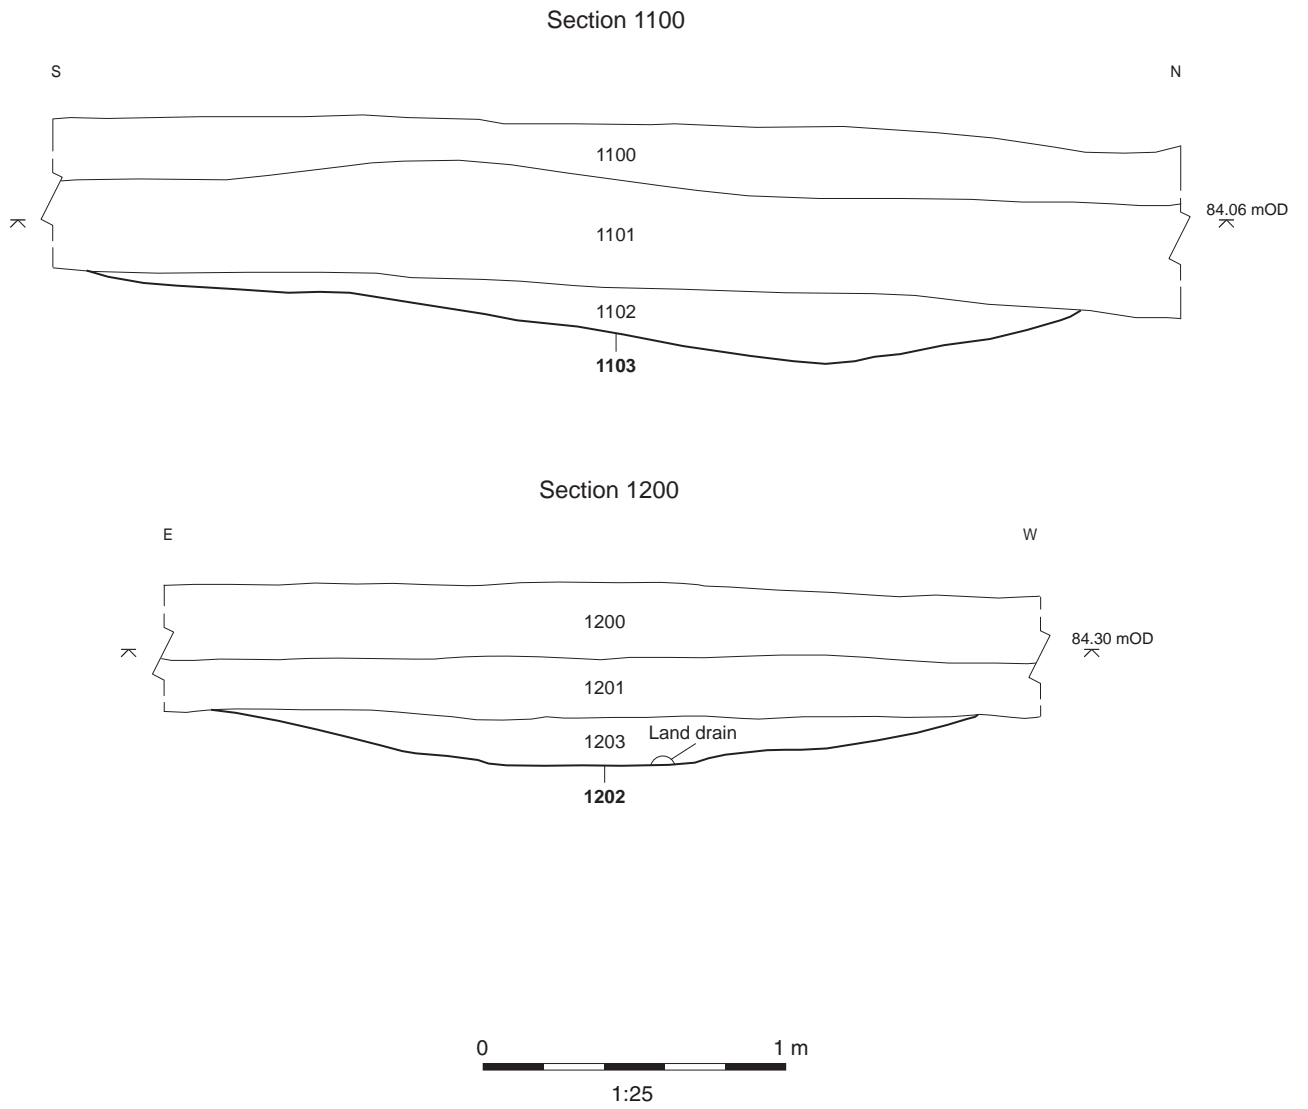 Section 1100
S
N
1100
84.06 mOD
1101
1102
1103
Section 1200
E
W
1200
84.30 mOD
1201
Land drain
1203
1202
0
1 m
1:25